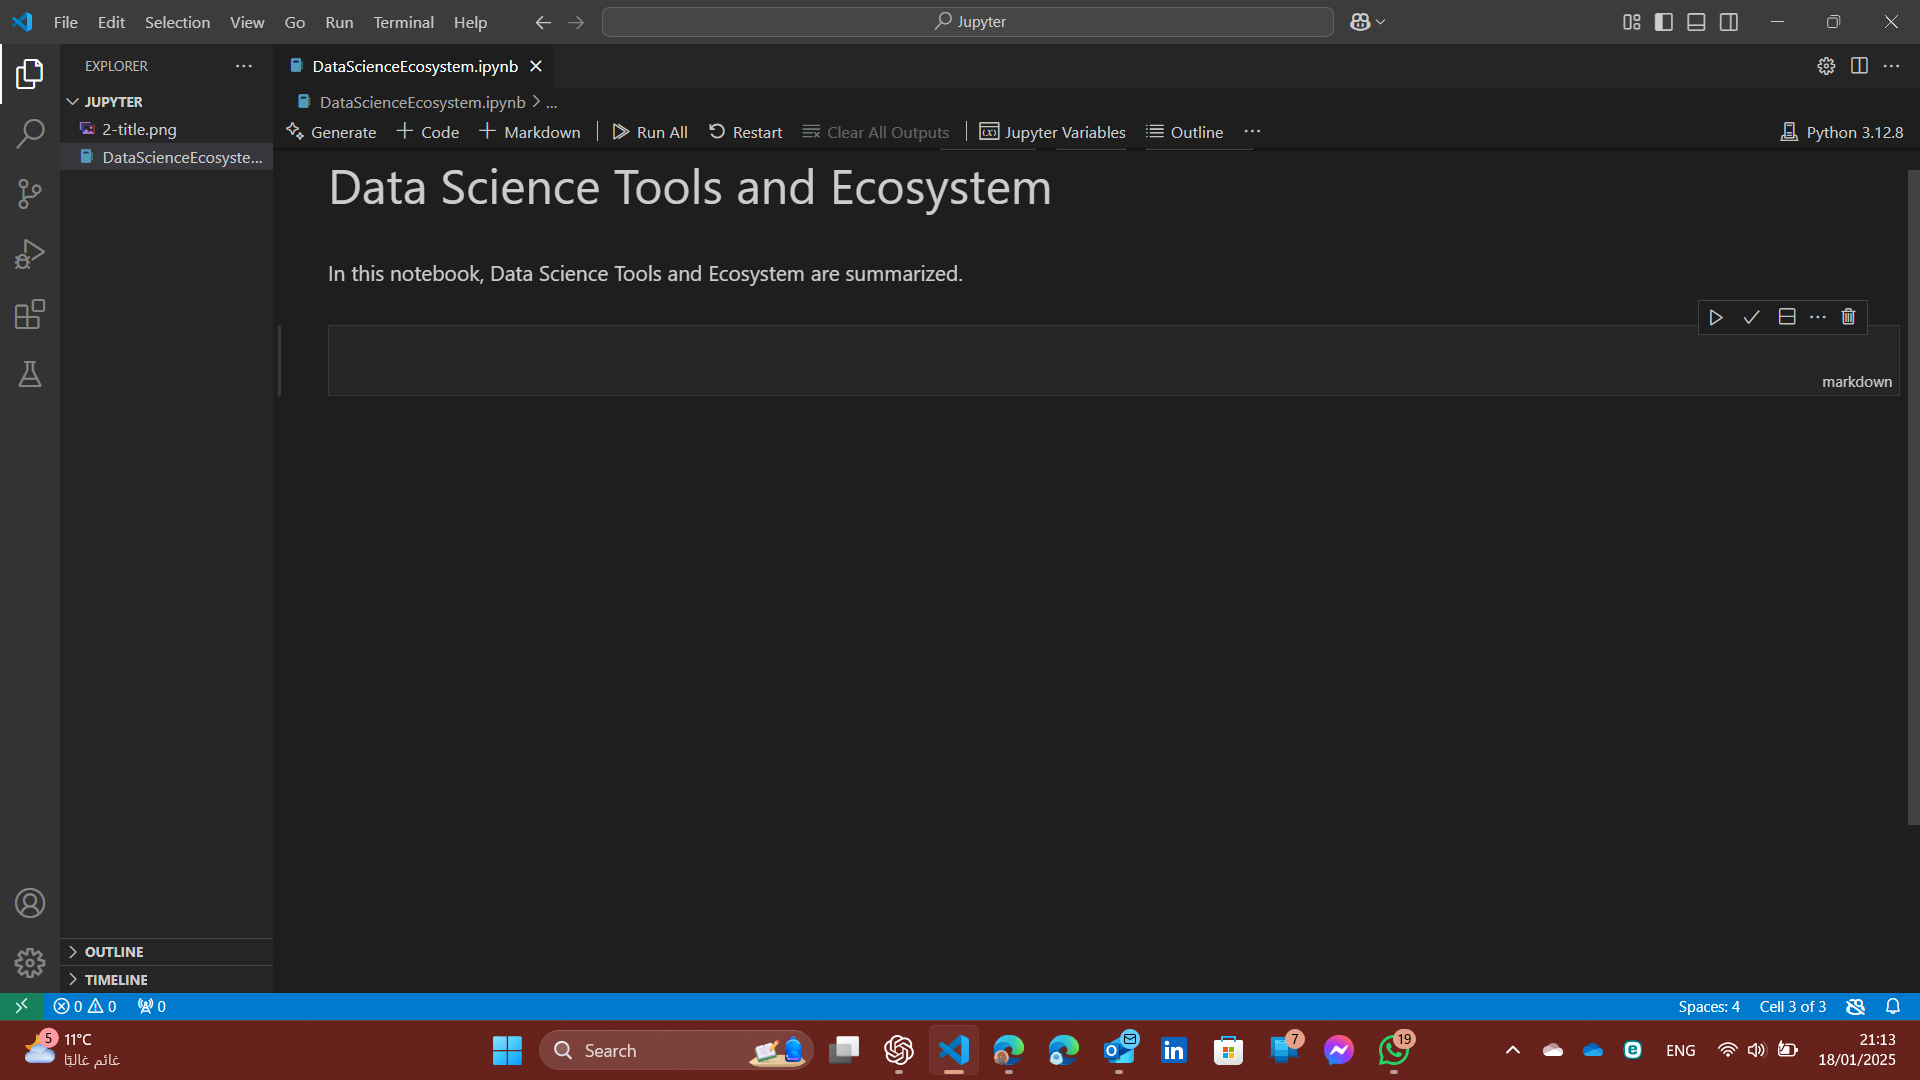 File Edit Selection View Go Run Terminal Help
Jupyter
EXPLORER
JUPYTER
2-title.png
DataScienceEcosyste...
OUTLINE
TIMELINE
DataScienceEcosystem.ipynb
DataScienceEcosystem.ipynb > ...
Generate + Code + Markdown Run All Restart Clear All Outputs Jupyter Variables Outline ... Python 3.12.8
Data Science Tools and Ecosystem
In this notebook, Data Science Tools and Ecosystem are summarized.
markdown
0 0 0 Spaces: 4 Cell 3 of 3
5 11°C
غائم غالبًا
Search
7
19
ENG
21:13
18/01/2025